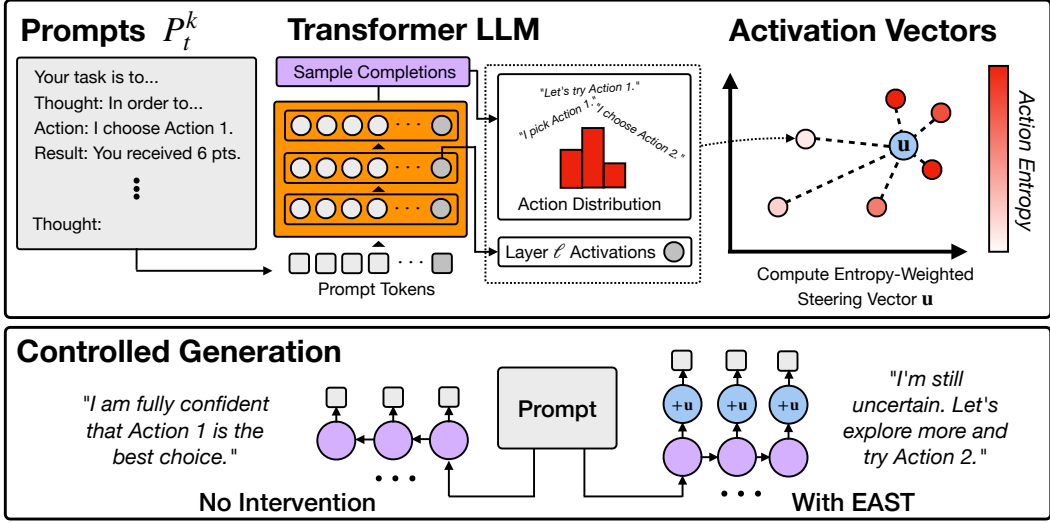 Prompts P_t^k
Your task is to...
Thought: In order to...
Action: I choose Action 1.
Result: You received 6 pts.
Thought:
Transformer LLM
Sample Completions
Prompt Tokens
"Let's try Action 1."
"I pick Action 1."
"I choose Action 2."
Action Distribution
Layer ℓ Activations
Activation Vectors
u
Action Entropy
Compute Entropy-Weighted
Steering Vector u
Controlled Generation
"I am fully confident
that Action 1 is the
best choice."
No Intervention
Prompt
+u +u +u
"I'm still
uncertain. Let's
explore more and
try Action 2."
With EAST